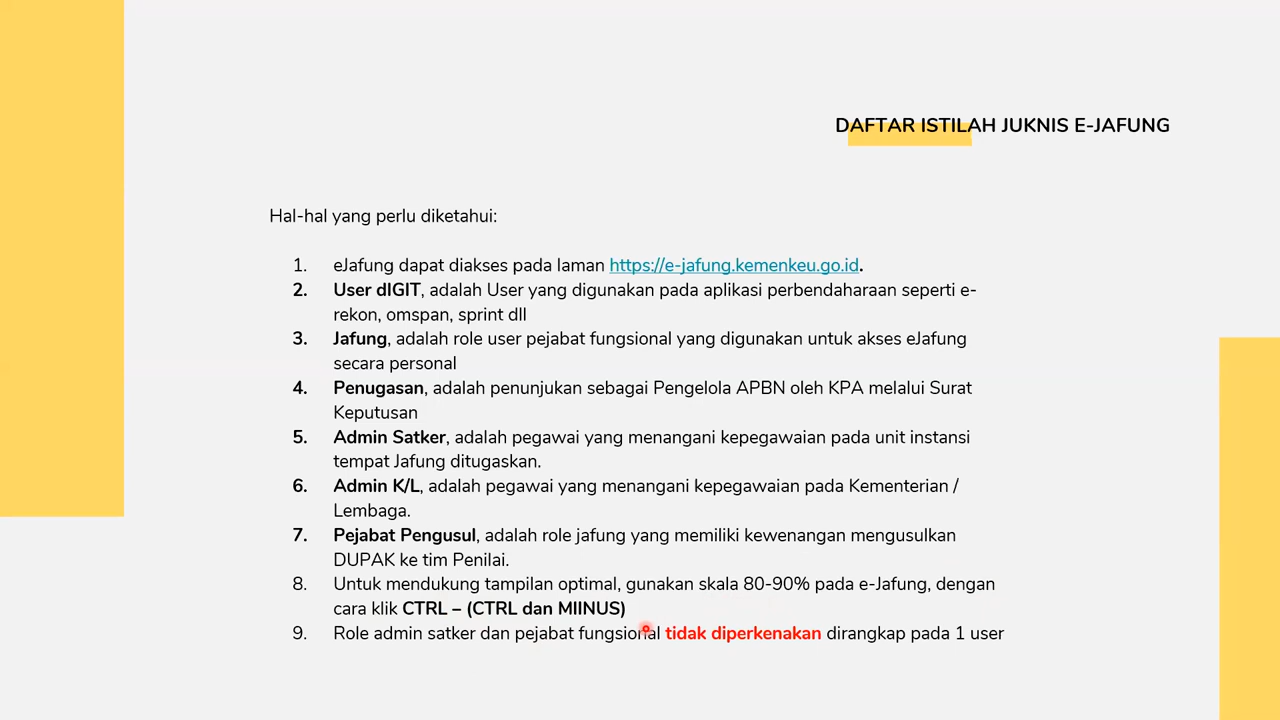 DAFTAR ISTILAH JUKNIS E-JAFUNG
Hal-hal yang perlu diketahui:
1. eJafung dapat diakses pada laman https://e-jafung.kemenkeu.go.id.
2. User dIGIT, adalah User yang digunakan pada aplikasi perbendaharaan seperti e-
rekon, omspan, sprint dll
3. Jafung, adalah role user pejabat fungsional yang digunakan untuk akses eJafung
secara personal
4. Penugasan, adalah penunjukan sebagai Pengelola APBN oleh KPA melalui Surat
Keputusan
5. Admin Satker, adalah pegawai yang menangani kepegawaian pada unit instansi
tempat Jafung ditugaskan.
6. Admin K/L, adalah pegawai yang menangani kepegawaian pada Kementerian /
Lembaga.
7. Pejabat Pengusul, adalah role jafung yang memiliki kewenangan mengusulkan
DUPAK ke tim Penilai.
8. Untuk mendukung tampilan optimal, gunakan skala 80-90% pada e-Jafung, dengan
cara klik CTRL – (CTRL dan MIINUS)
9. Role admin satker dan pejabat fungsional tidak diperkenakan dirangkap pada 1 user